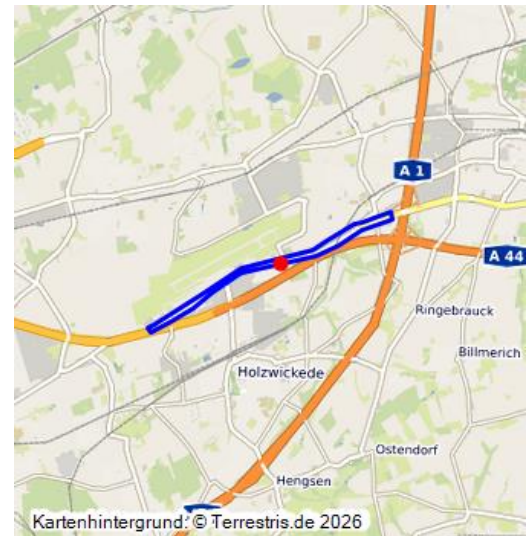 A 1
A 44
Ringebrauck
Billmerich
Holzwickede
Ostendorf
Hengsen
Kartenhintergrund: © Terrestris.de 2026